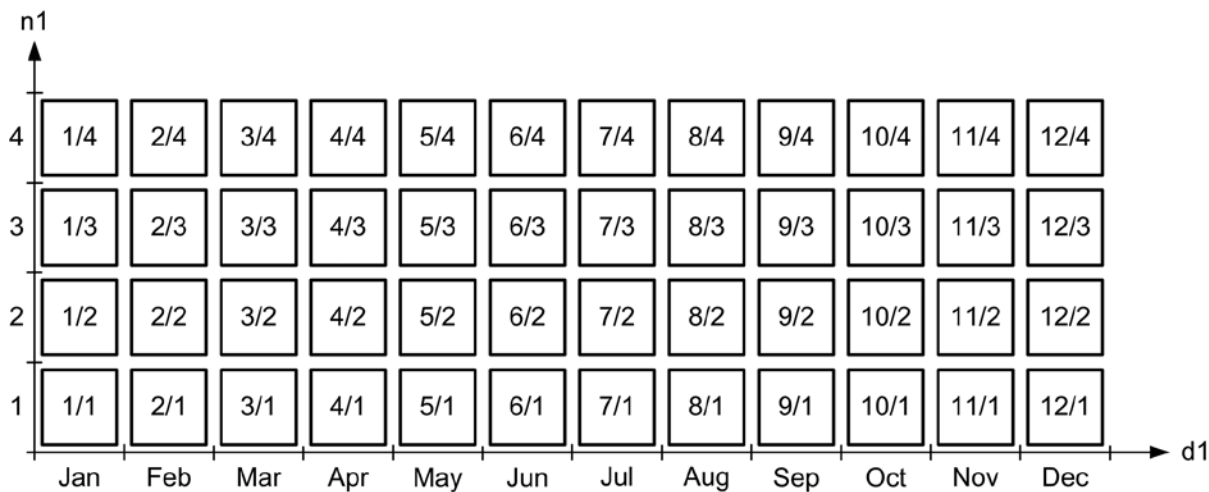 n1
4 1/4 2/4 3/4 4/4 5/4 6/4 7/4 8/4 9/4 10/4 11/4 12/4
3 1/3 2/3 3/3 4/3 5/3 6/3 7/3 8/3 9/3 10/3 11/3 12/3
2 1/2 2/2 3/2 4/2 5/2 6/2 7/2 8/2 9/2 10/2 11/2 12/2
1 1/1 2/1 3/1 4/1 5/1 6/1 7/1 8/1 9/1 10/1 11/1 12/1
d1
Jan Feb Mar Apr May Jun Jul Aug Sep Oct Nov Dec